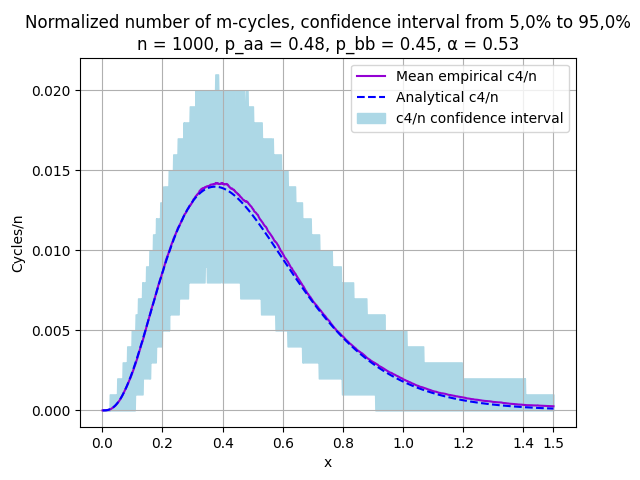 Normalized number of m-cycles, confidence interval from 5,0% to 95,0%
n = 1000, p_aa = 0.48, p_bb = 0.45, α = 0.53
Mean empirical c4/n
Analytical c4/n
c4/n confidence interval
Cycles/n
0.020
0.015
0.010
0.005
0.000
0.0 0.2 0.4 0.6 0.8 1.0 1.2 1.4 1.5
x